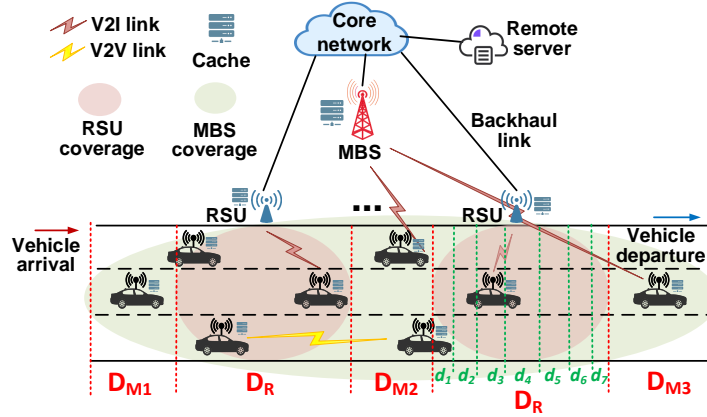 V2I link
V2V link
Cache
RSU
coverage
MBS
coverage
Core
network
Remote
server
MBS
Backhaul
link
RSU
...
RSU
Vehicle
arrival
Vehicle
departure
d1 d2 d3 d4 d5 d6 d7
DM1 DR DM2 DR DM3